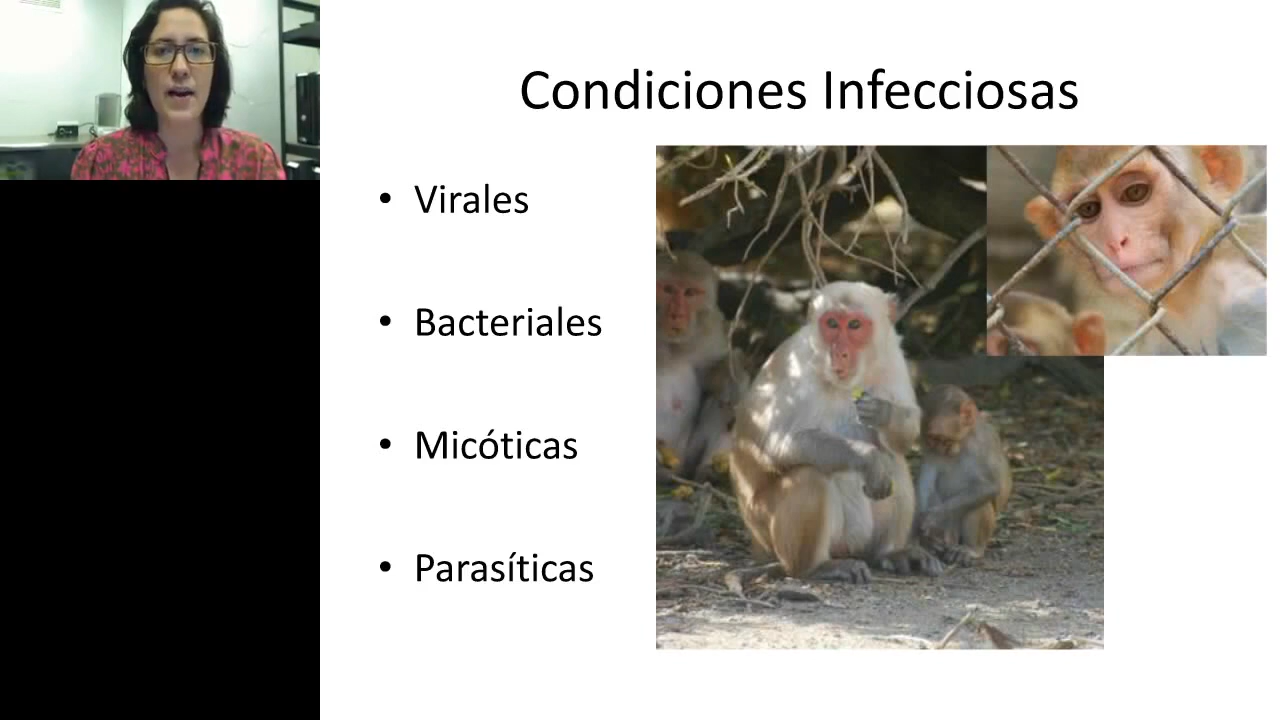 Condiciones Infecciosas
• Virales
• Bacteriales
• Micóticas
• Parasíticas